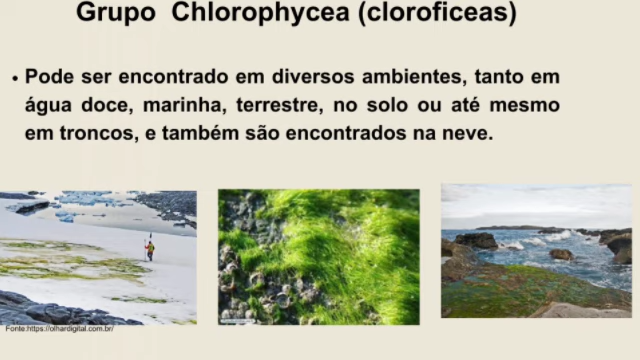 Grupo Chlorophycea (cloroficeas)
• Pode ser encontrado em diversos ambientes, tanto em
água doce, marinha, terrestre, no solo ou até mesmo
em troncos, e também são encontrados na neve.
Fonte:https://olhardigital.com.br/